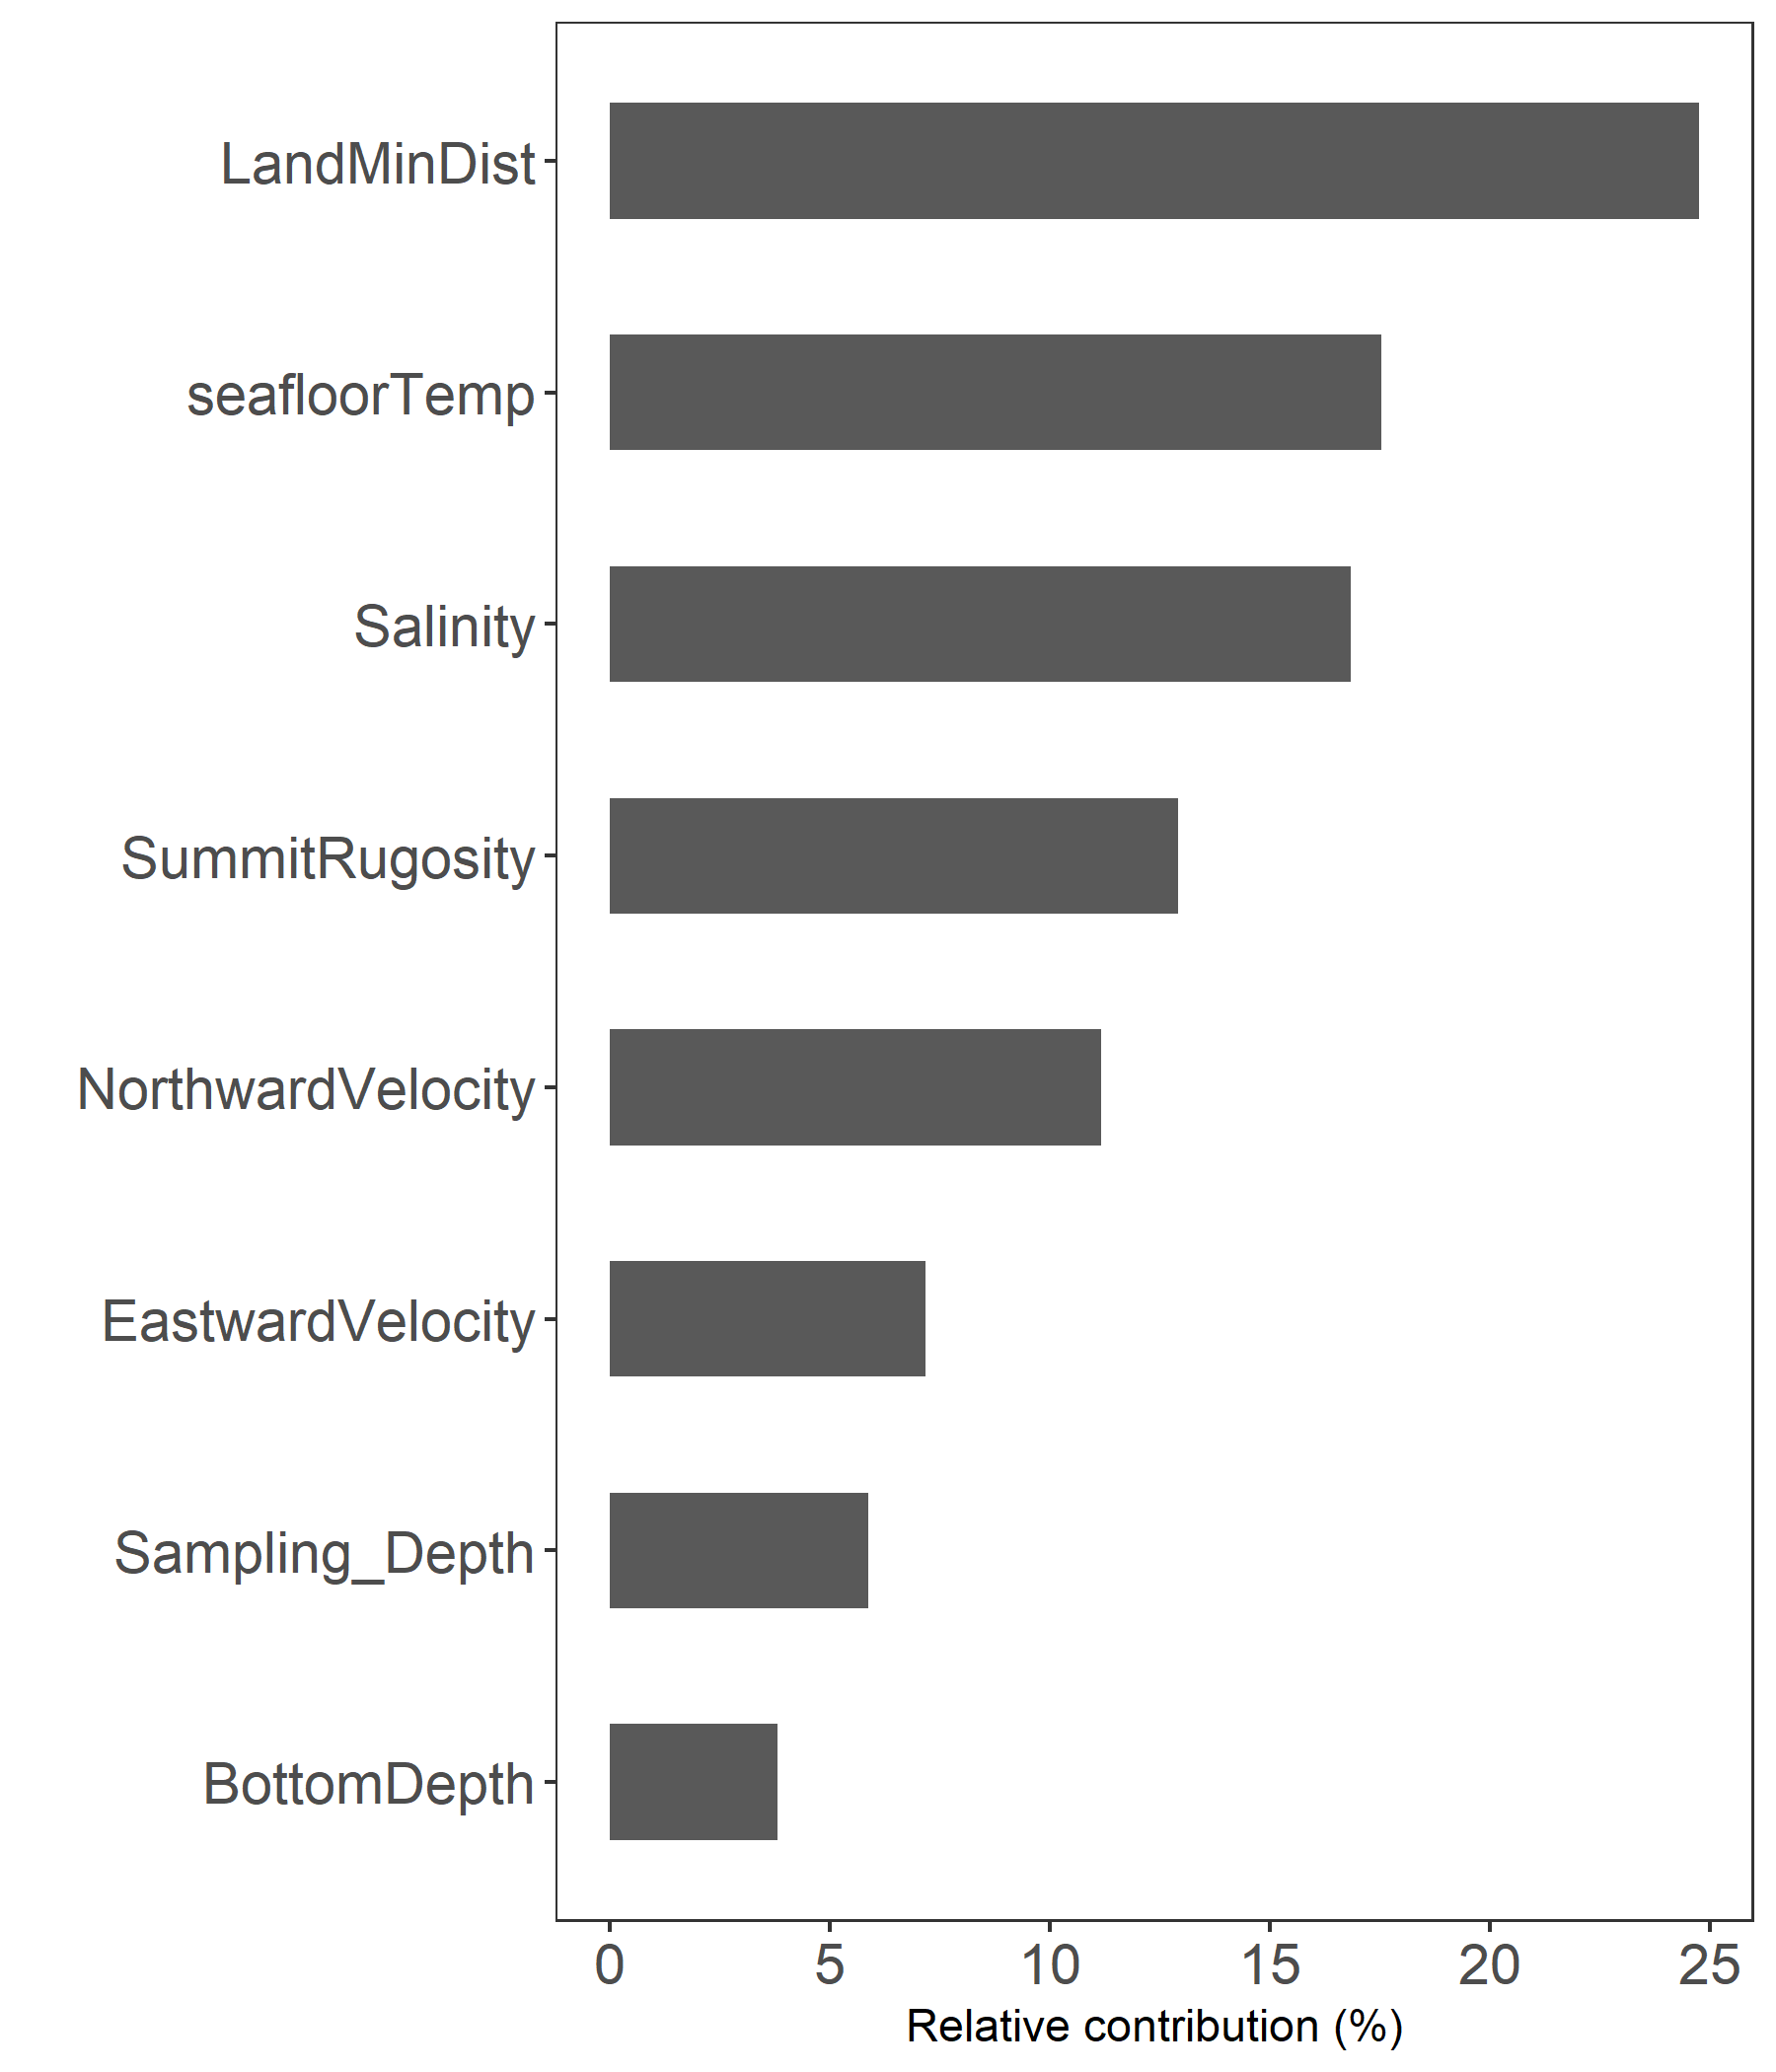 LandMinDist
seafloorTemp
Salinity
SummitRugosity
NorthwardVelocity
EastwardVelocity
Sampling_Depth
BottomDepth
0 5 10 15 20 25
Relative contribution (%)